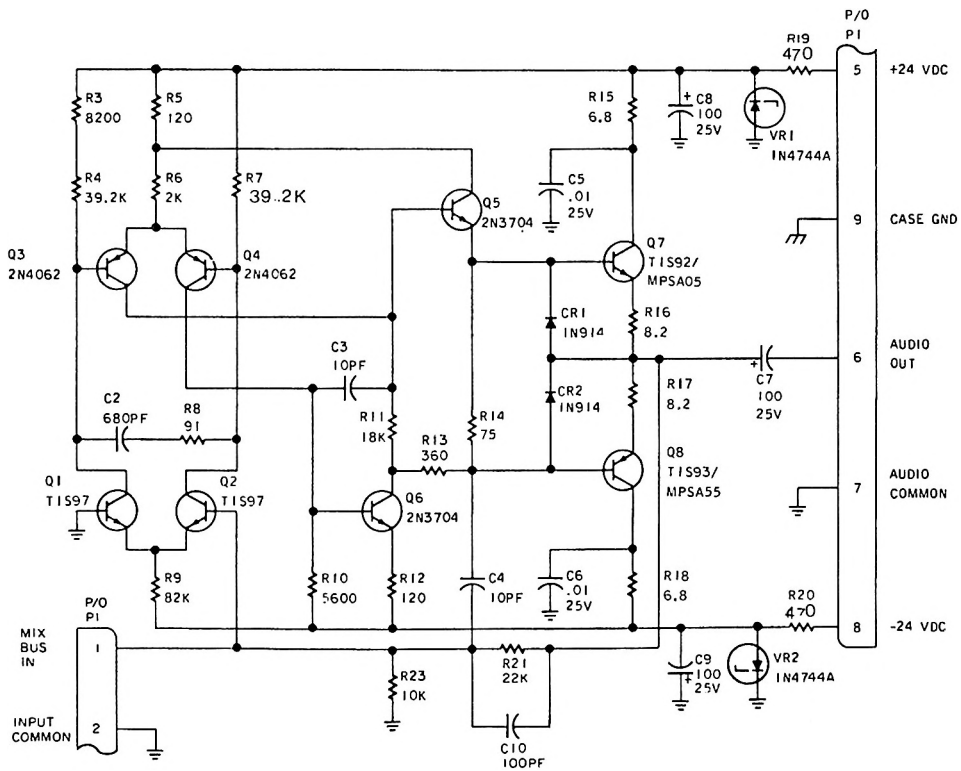 P/O
P1
R19
470
5
+24 VDC
R3
8200
R5
120
R15
6.8
+
C8
100
25V
VR1
1N4744A
R4
39.2K
R6
2K
R7
39.2K
C5
.01
25V
Q5
2N3704
9
CASE GND
Q3
2N4062
Q4
2N4062
Q7
TIS92/
MPSA05
CR1
1N914
R16
8.2
C3
10PF
AUDIO
OUT
6
+
C7
100
25V
CR2
1N914
R17
8.2
C2
680PF
R8
91
R11
18K
R14
75
R13
360
Q1
TIS97
Q2
TIS97
Q6
2N3704
Q8
TIS93/
MPSA55
AUDIO
COMMON
7
R9
82K
R10
5600
R12
120
C4
10PF
C6
.01
25V
R18
6.8
R20
470
8
-24 VDC
P/O
P1
MIX
BUS
IN
1
R21
22K
C9
100
25V
+
VR2
1N4744A
R23
10K
INPUT
COMMON
2
C10
100PF